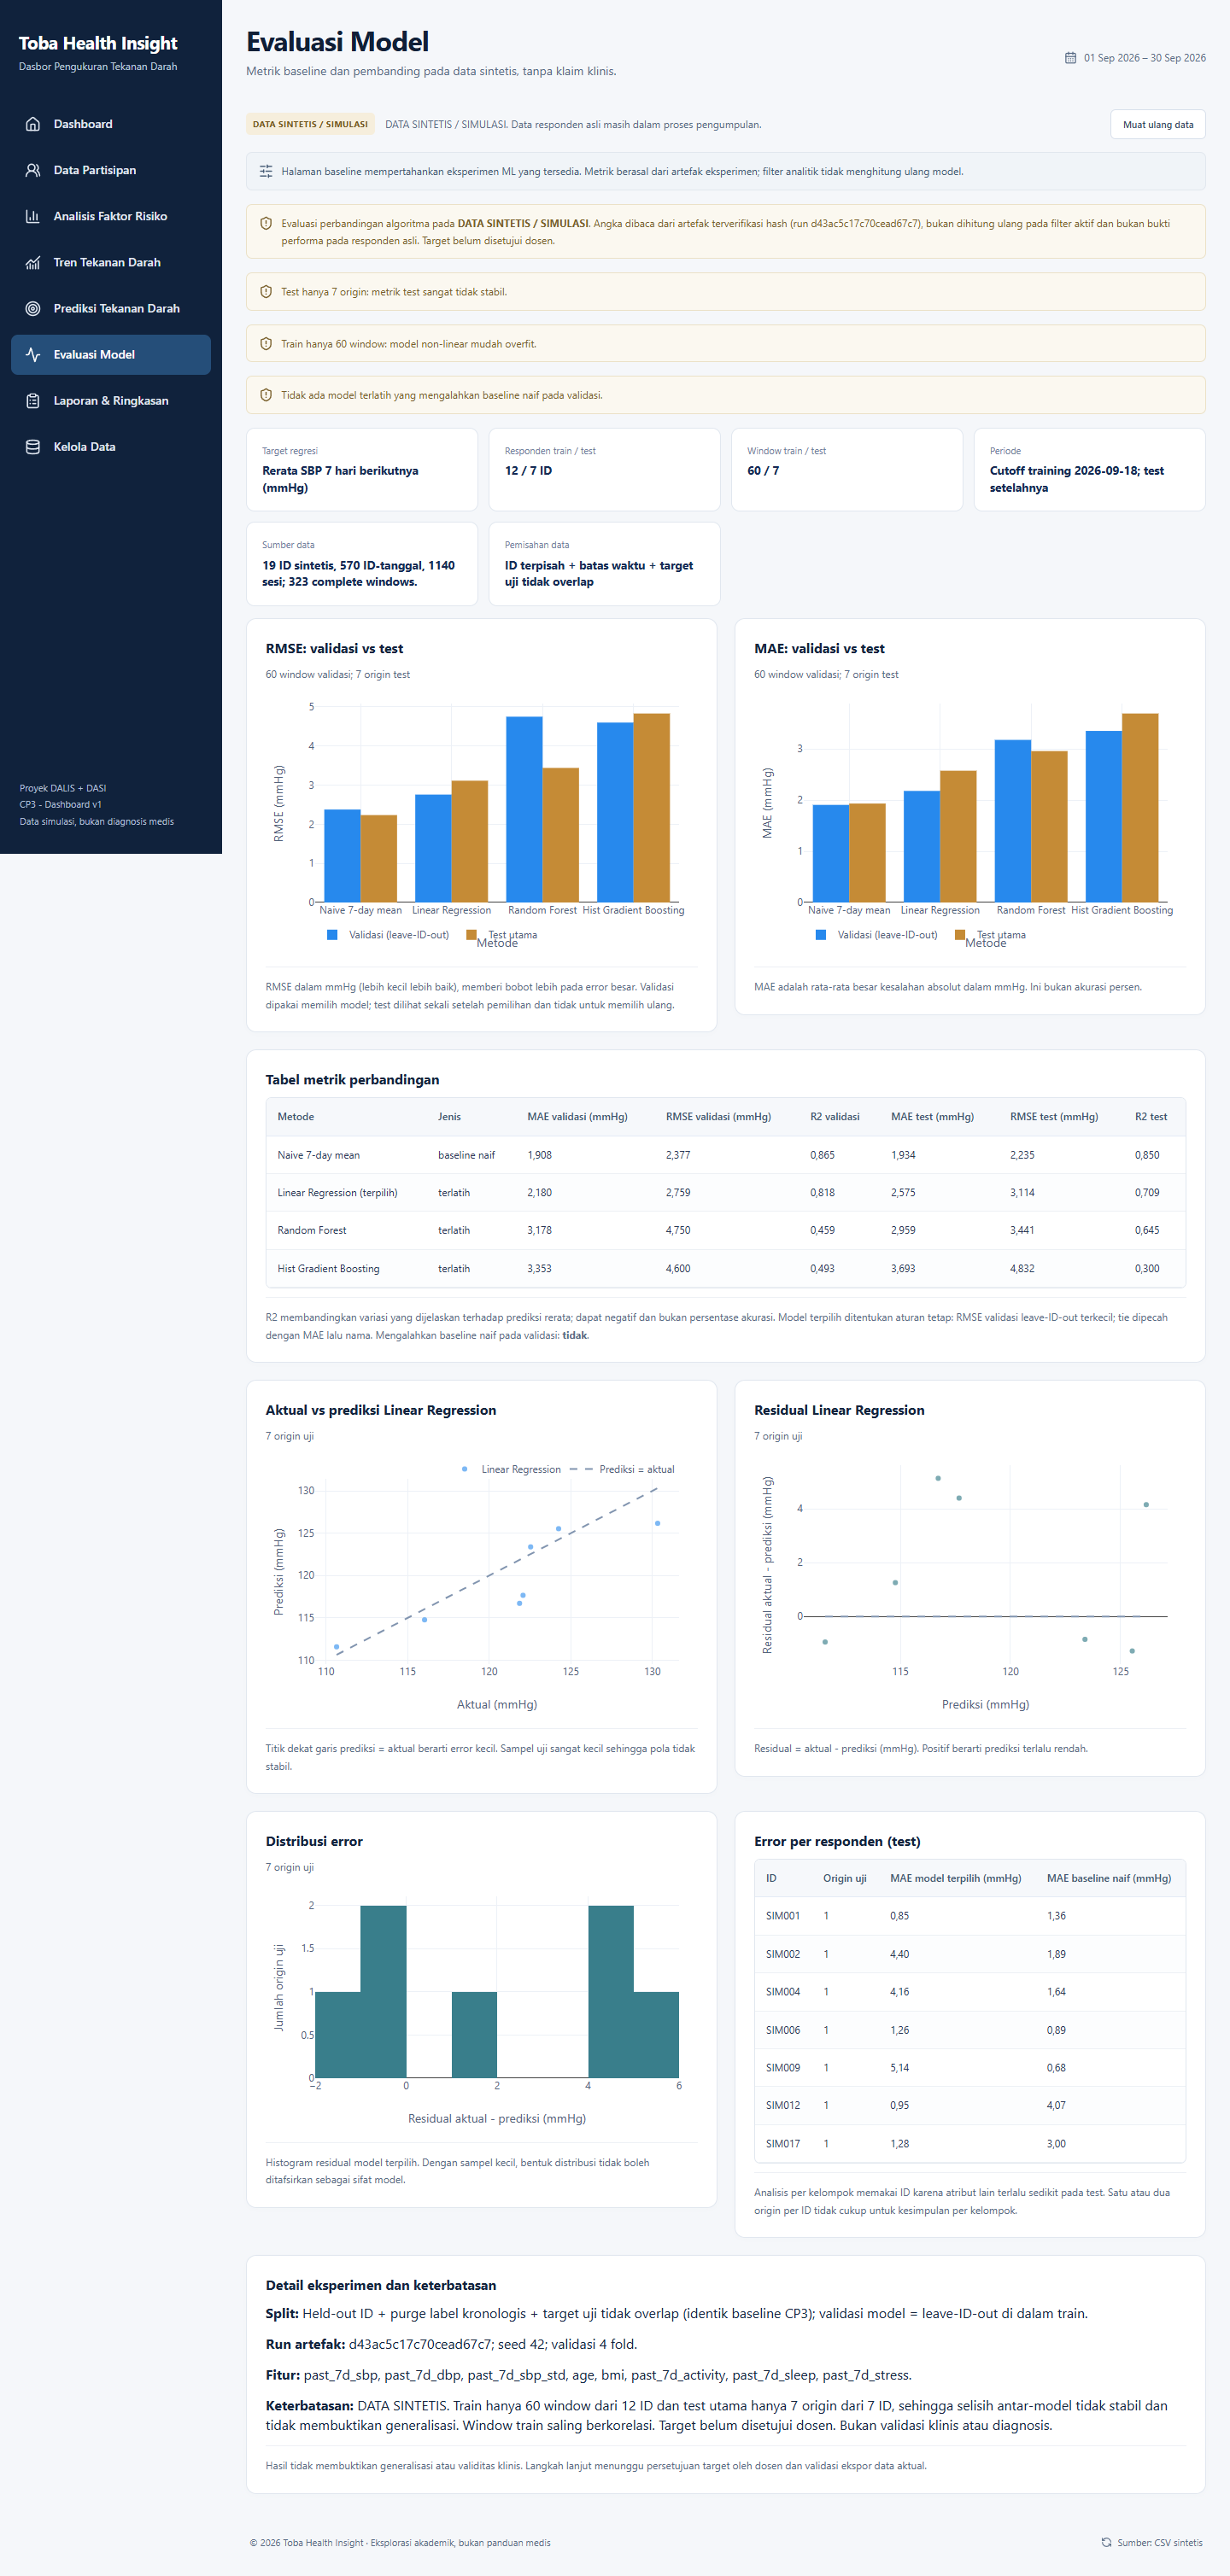 Toba Health Insight
Dasbor Pengukuran Tekanan Darah
Dashboard
Data Partisipan
Analisis Faktor Risiko
Tren Tekanan Darah
Prediksi Tekanan Darah
Evaluasi Model
Laporan & Ringkasan
Kelola Data
Proyek DALIS + DASI
CP3 - Dashboard v1
Data simulasi, bukan diagnosis medis
Evaluasi Model
Metrik baseline dan pembanding pada data sintetis, tanpa klaim klinis.
01 Sep 2026 – 30 Sep 2026
DATA SINTETIS / SIMULASI
DATA SINTETIS / SIMULASI. Data responden asli masih dalam proses pengumpulan.
Muat ulang data
Halaman baseline mempertahankan eksperimen ML yang tersedia. Metrik berasal dari artefak eksperimen; filter analitik tidak menghitung ulang model.
Evaluasi perbandingan algoritma pada DATA SINTETIS / SIMULASI. Angka dibaca dari artefak terverifikasi hash (run d43ac5c17c70cead67c7), bukan dihitung ulang pada filter aktif dan bukan bukti
performa pada responden asli. Target belum disetujui dosen.
Test hanya 7 origin: metrik test sangat tidak stabil.
Train hanya 60 window: model non-linear mudah overfit.
Tidak ada model terlatih yang mengalahkan baseline naif pada validasi.
Target regresi
Rerata SBP 7 hari berikutnya
(mmHg)
Responden train / test
12 / 7 ID
Window train / test
60 / 7
Periode
Cutoff training 2026-09-18; test
setelahnya
Sumber data
19 ID sintetis, 570 ID-tanggal, 1140
sesi; 323 complete windows.
Pemisahan data
ID terpisah + batas waktu + target
uji tidak overlap
RMSE: validasi vs test
60 window validasi; 7 origin test
5
4
3
2
1
0
RMSE (mmHg)
Naive 7-day mean Linear Regression Random Forest Hist Gradient Boosting
Validasi (leave-ID-out) Test utama
Metode
RMSE dalam mmHg (lebih kecil lebih baik), memberi bobot lebih pada error besar. Validasi
dipakai memilih model; test dilihat sekali setelah pemilihan dan tidak untuk memilih ulang.
MAE: validasi vs test
60 window validasi; 7 origin test
3
2
1
0
MAE (mmHg)
Naive 7-day mean Linear Regression Random Forest Hist Gradient Boosting
Validasi (leave-ID-out) Test utama
Metode
MAE adalah rata-rata besar kesalahan absolut dalam mmHg. Ini bukan akurasi persen.
Tabel metrik perbandingan
Metode Jenis MAE validasi (mmHg) RMSE validasi (mmHg) R2 validasi MAE test (mmHg) RMSE test (mmHg) R2 test
Naive 7-day mean baseline naif 1,908 2,377 0,865 1,934 2,235 0,850
Linear Regression (terpilih) terlatih 2,180 2,759 0,818 2,575 3,114 0,709
Random Forest terlatih 3,178 4,750 0,459 2,959 3,441 0,645
Hist Gradient Boosting terlatih 3,353 4,600 0,493 3,693 4,832 0,300
R2 membandingkan variasi yang dijelaskan terhadap prediksi rerata; dapat negatif dan bukan persentase akurasi. Model terpilih ditentukan aturan tetap: RMSE validasi leave-ID-out terkecil; tie dipecah
dengan MAE lalu nama. Mengalahkan baseline naif pada validasi: tidak.
Aktual vs prediksi Linear Regression
7 origin uji
Linear Regression Prediksi = aktual
130
125
120
115
110
Prediksi (mmHg)
110 115 120 125 130
Aktual (mmHg)
Titik dekat garis prediksi = aktual berarti error kecil. Sampel uji sangat kecil sehingga pola tidak
stabil.
Residual Linear Regression
7 origin uji
4
2
0
Residual aktual - prediksi (mmHg)
115 120 125
Prediksi (mmHg)
Residual = aktual - prediksi (mmHg). Positif berarti prediksi terlalu rendah.
Distribusi error
7 origin uji
2
1.5
1
0.5
0
Jumlah origin uji
−2 0 2 4 6
Residual aktual - prediksi (mmHg)
Histogram residual model terpilih. Dengan sampel kecil, bentuk distribusi tidak boleh
ditafsirkan sebagai sifat model.
Error per responden (test)
ID Origin uji MAE model terpilih (mmHg) MAE baseline naif (mmHg)
SIM001 1 0,85 1,36
SIM002 1 4,40 1,89
SIM004 1 4,16 1,64
SIM006 1 1,26 0,89
SIM009 1 5,14 0,68
SIM012 1 0,95 4,07
SIM017 1 1,28 3,00
Analisis per kelompok memakai ID karena atribut lain terlalu sedikit pada test. Satu atau dua
origin per ID tidak cukup untuk kesimpulan per kelompok.
Detail eksperimen dan keterbatasan
Split: Held-out ID + purge label kronologis + target uji tidak overlap (identik baseline CP3); validasi model = leave-ID-out di dalam train.
Run artefak: d43ac5c17c70cead67c7; seed 42; validasi 4 fold.
Fitur: past_7d_sbp, past_7d_dbp, past_7d_sbp_std, age, bmi, past_7d_activity, past_7d_sleep, past_7d_stress.
Keterbatasan: DATA SINTETIS. Train hanya 60 window dari 12 ID dan test utama hanya 7 origin dari 7 ID, sehingga selisih antar-model tidak stabil dan
tidak membuktikan generalisasi. Window train saling berkorelasi. Target belum disetujui dosen. Bukan validasi klinis atau diagnosis.
Hasil tidak membuktikan generalisasi atau validitas klinis. Langkah lanjut menunggu persetujuan target oleh dosen dan validasi ekspor data aktual.
© 2026 Toba Health Insight · Eksplorasi akademik, bukan panduan medis
Sumber: CSV sintetis